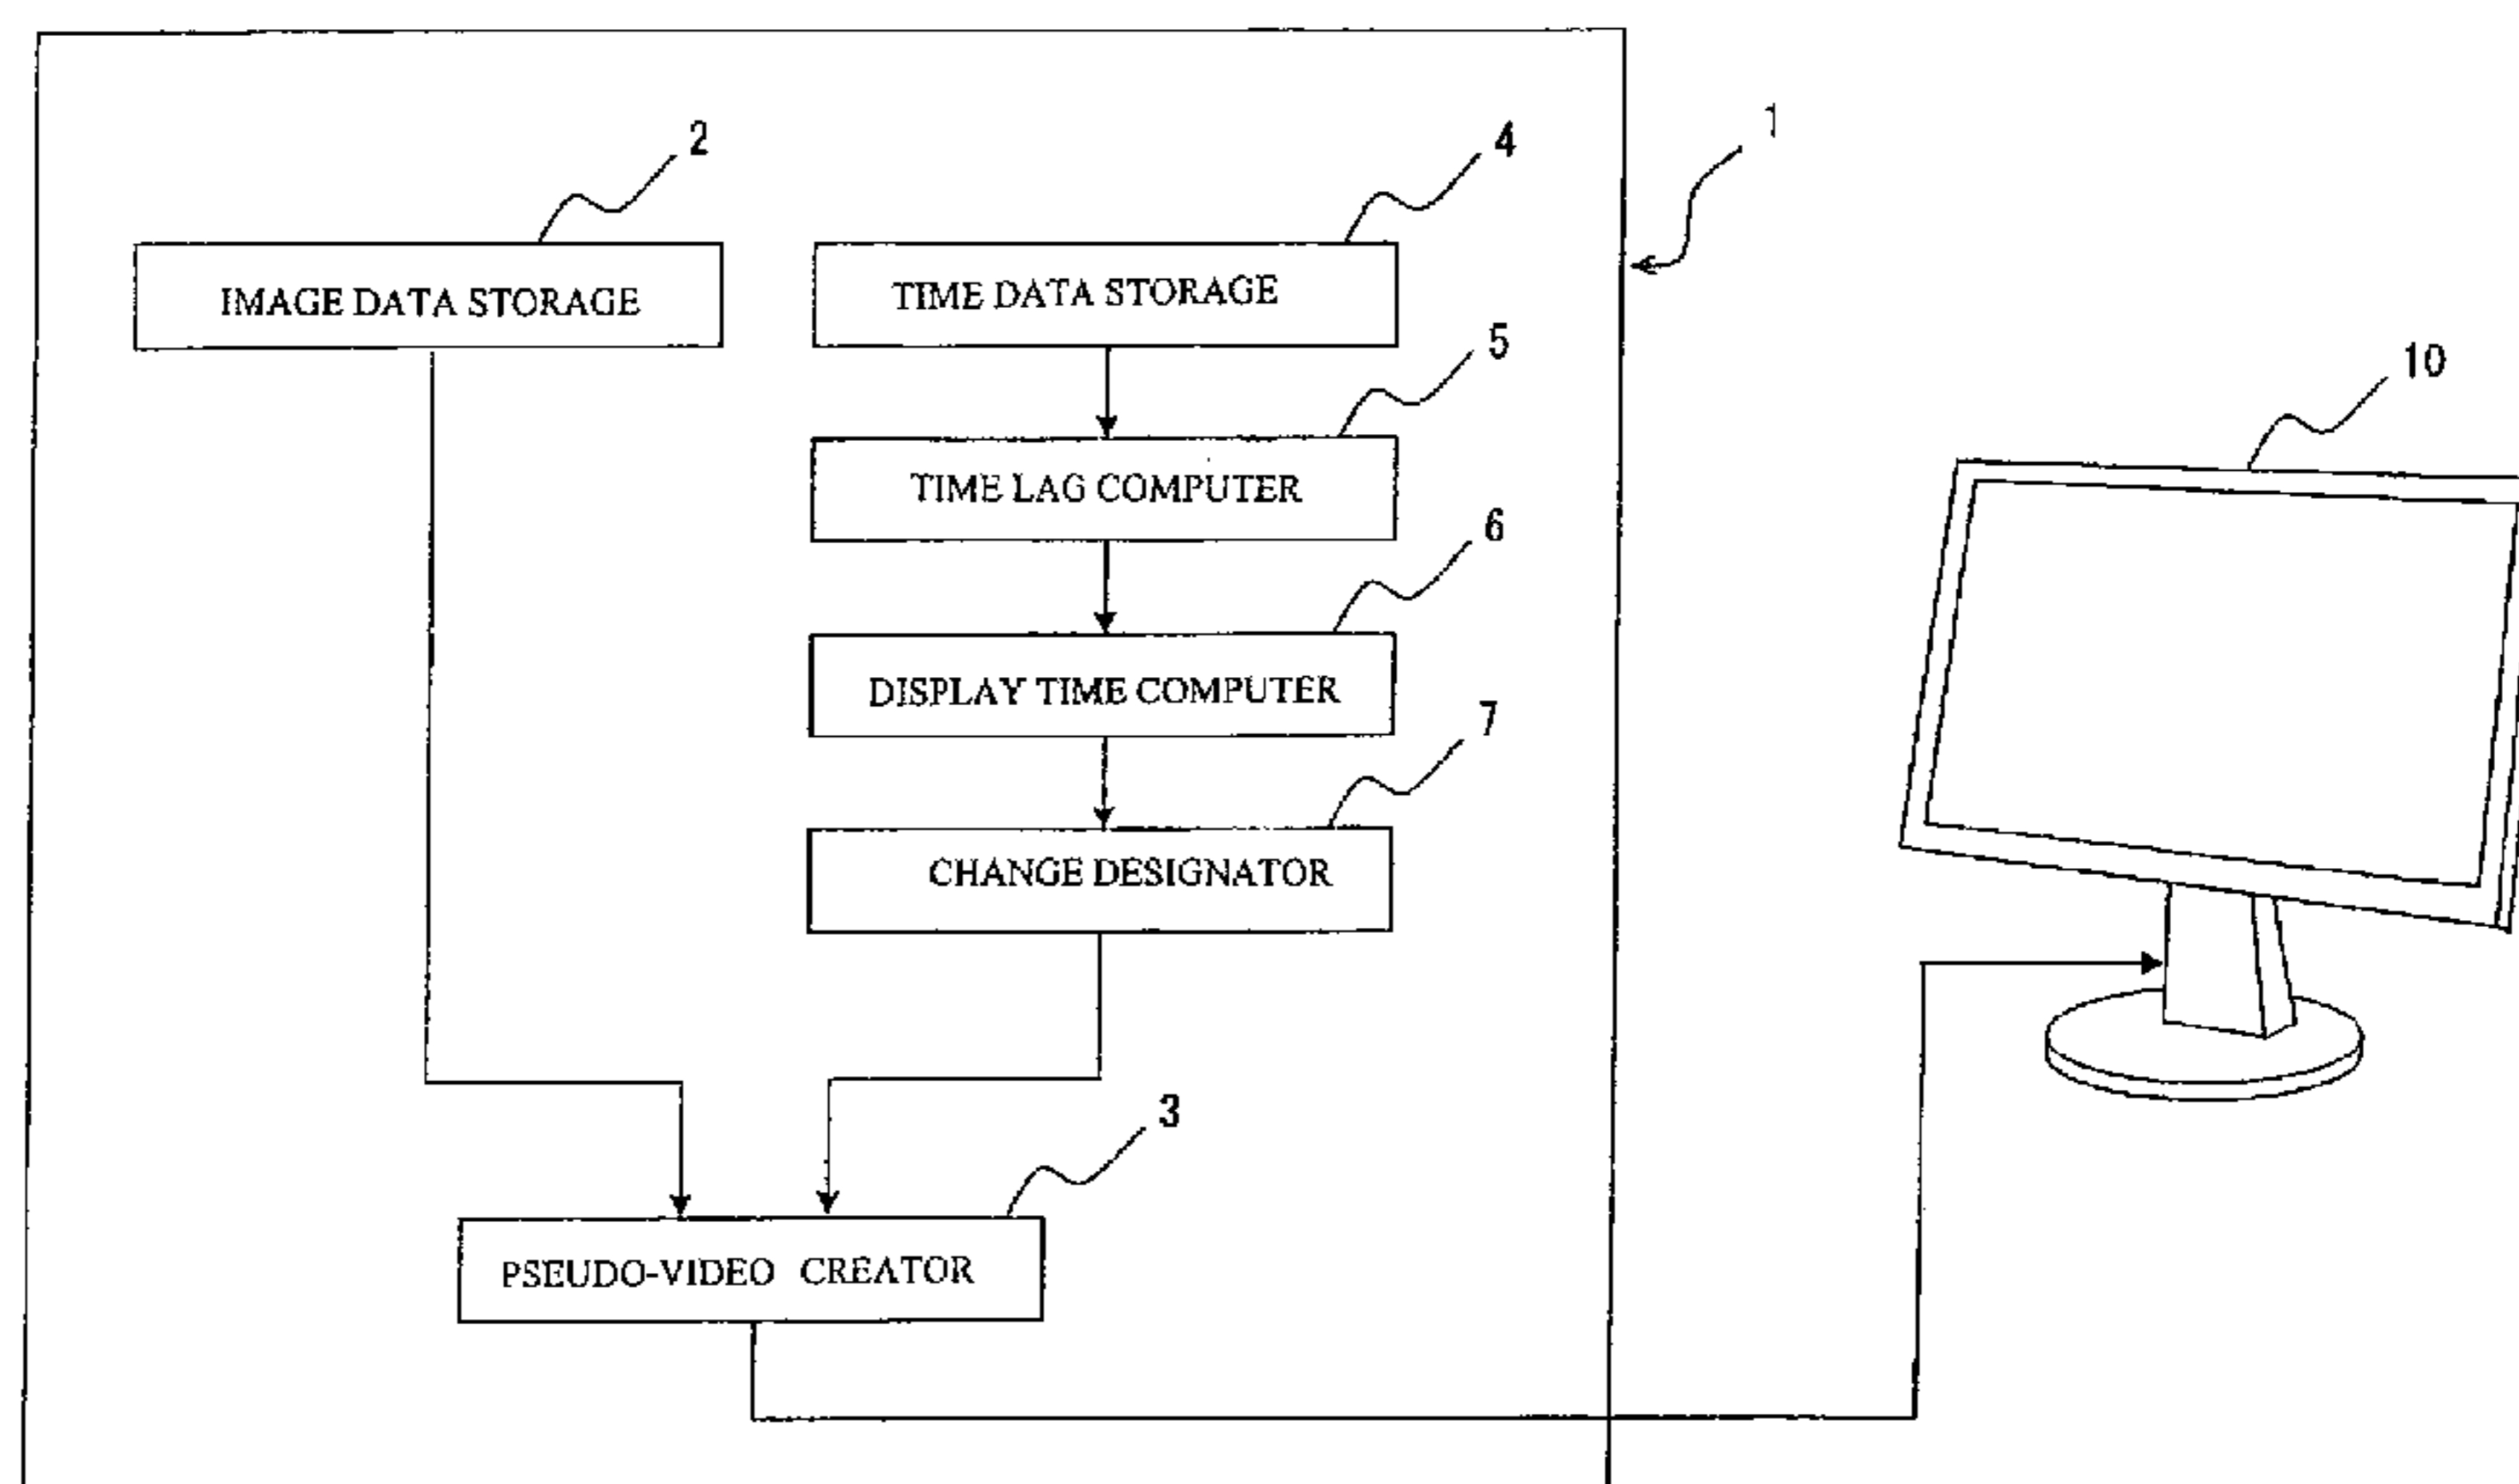 1
2
4
IMAGE DATA STORAGE
TIME DATA STORAGE
5
10
TIME LAG COMPUTER
6
DISPLAY TIME COMPUTER
7
CHANGE DESIGNATOR
3
PSEUDO-VIDEO CREATOR